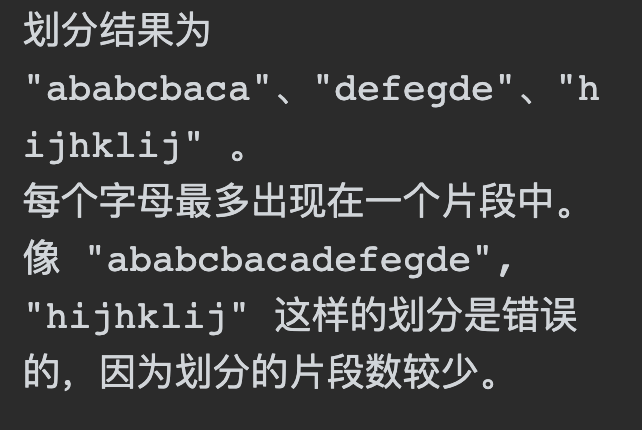 划分结果为
"ababcbaca"、"defegde"、"h
ijhklij" 。
每个字母最多出现在一个片段中。
像 "ababcbacadefegde",
"hijhklij" 这样的划分是错误
的，因为划分的片段数较少。